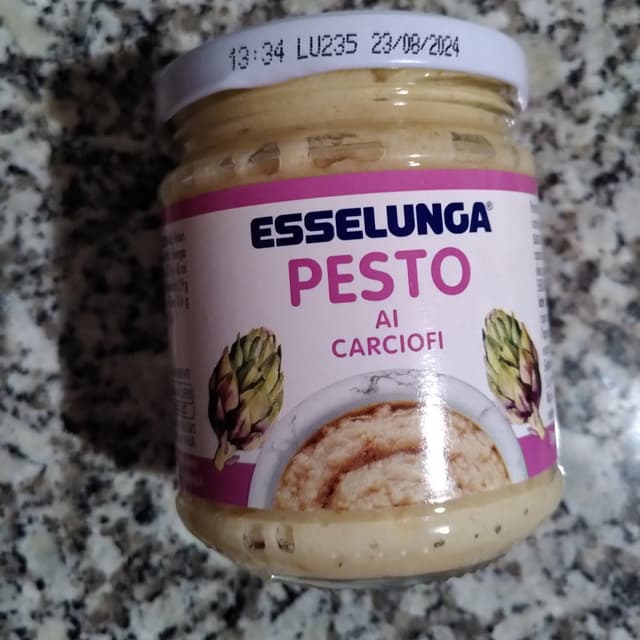 13:34 LU235 23/08/2024
ESSELUNGA®
PESTO
AI
CARCIOFI